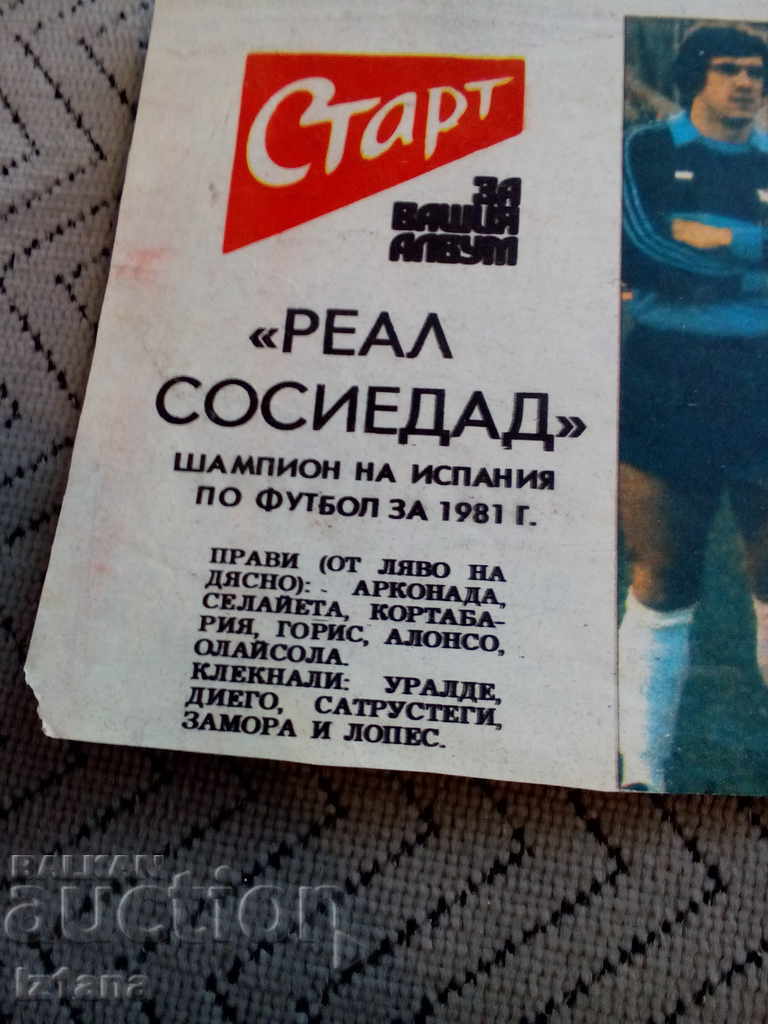 Старт
ЗА
ВАШИЯ
АЛБУМ
«РЕАЛ
СОСИЕДАД»
ШАМПИОН НА ИСПАНИЯ
ПО ФУТБОЛ ЗА 1981 Г.
ПРАВИ (ОТ ЛЯВО НА
ДЯСНО): - АРКОНАДА,
СЕЛАЙЕТА, КОРТАБА-
РИЯ, ГОРИС, АЛОНСО,
ОЛАЙСОЛА.
КЛЕКНАЛИ: УРАЛДЕ,
ДИЕГО, САТРУСТЕГИ,
ЗАМОРА И ЛОПЕС.
BALKAN
auction
Iztana